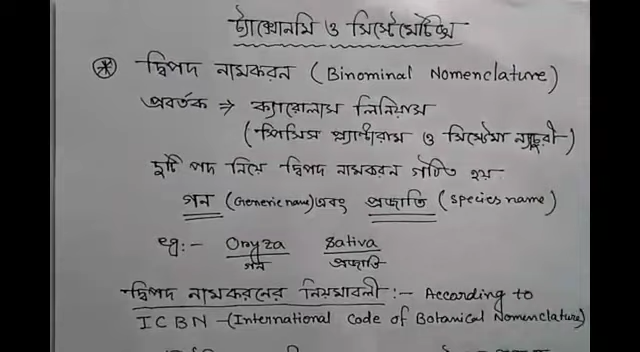 ট্যাক্সোনমি ও সিস্টেমেটিক্স
* দ্বিপদ নামকরন (Binominal Nomenclature)
প্রবর্তক ⇒ ক্যারোলাস লিনিয়াস
(স্পিসিস প্ল্যান্টারাম ও সিস্টেমা ন্যাচুরী)
দুটি পদ নিয়ে দ্বিপদ নামকরন গঠিত হয়
গন (Generic name) এবং প্রজাতি (species name)
eg:- Oryza Sativa
গন প্রজাতি
দ্বিপদ নামকরনের নিয়মাবলী :- According to
ICBN -(International Code of Botanical Nomenclature)